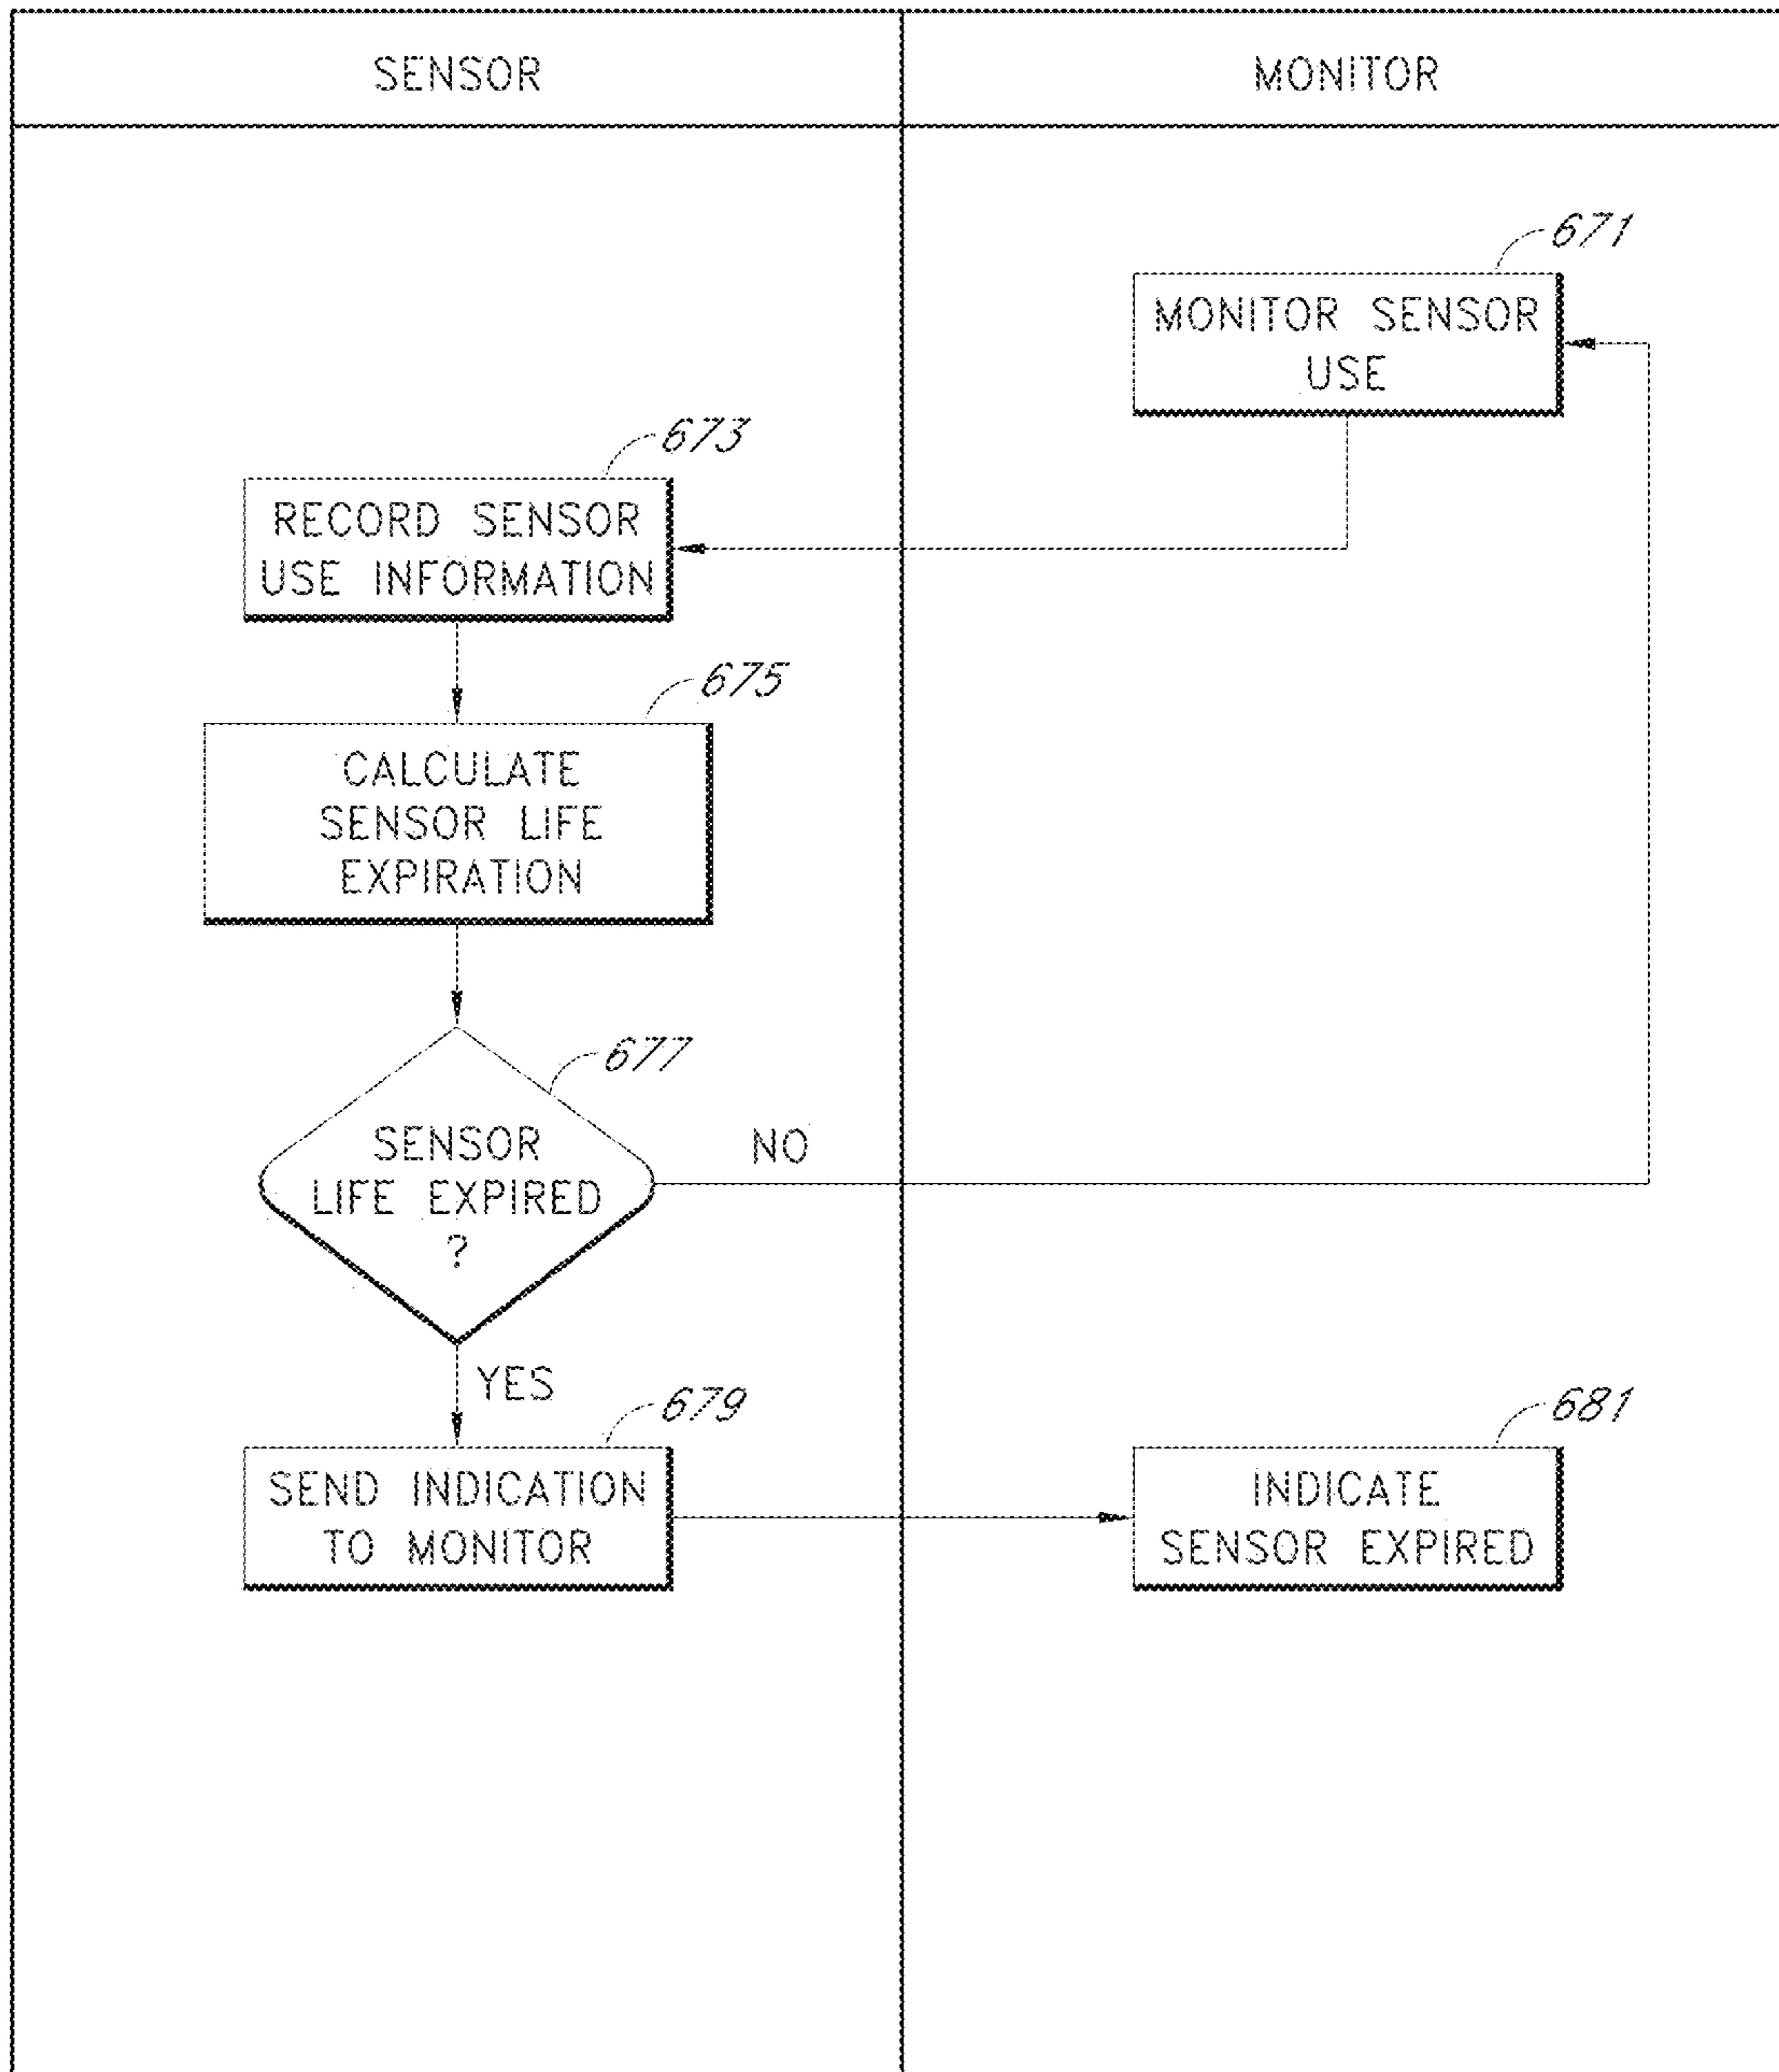 SENSOR
MONITOR
671
MONITOR SENSOR
USE
673
RECORD SENSOR
USE INFORMATION
675
CALCULATE
SENSOR LIFE
EXPIRATION
677
SENSOR
LIFE EXPIRED
?
NO
YES
679
SEND INDICATION
TO MONITOR
681
INDICATE
SENSOR EXPIRED